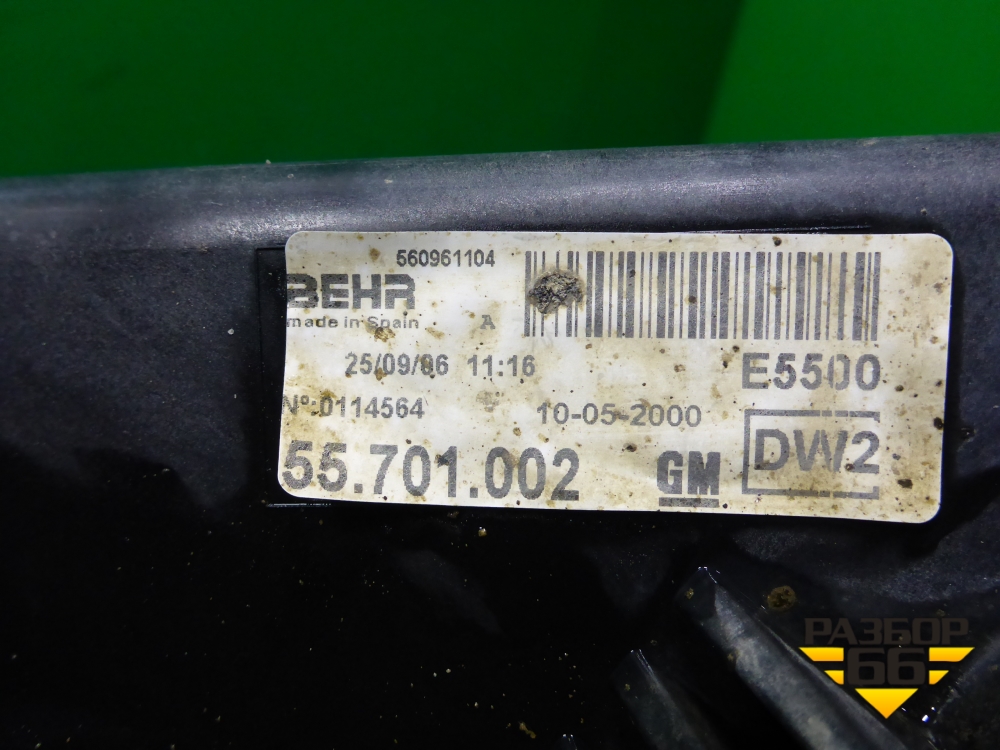 560961104
BEHR
made in Spain
A
25/09/06 11:16
E5500
Nº:0114564
10-05-2000
DW2
55.701.002
GM
РАЗБОР
66